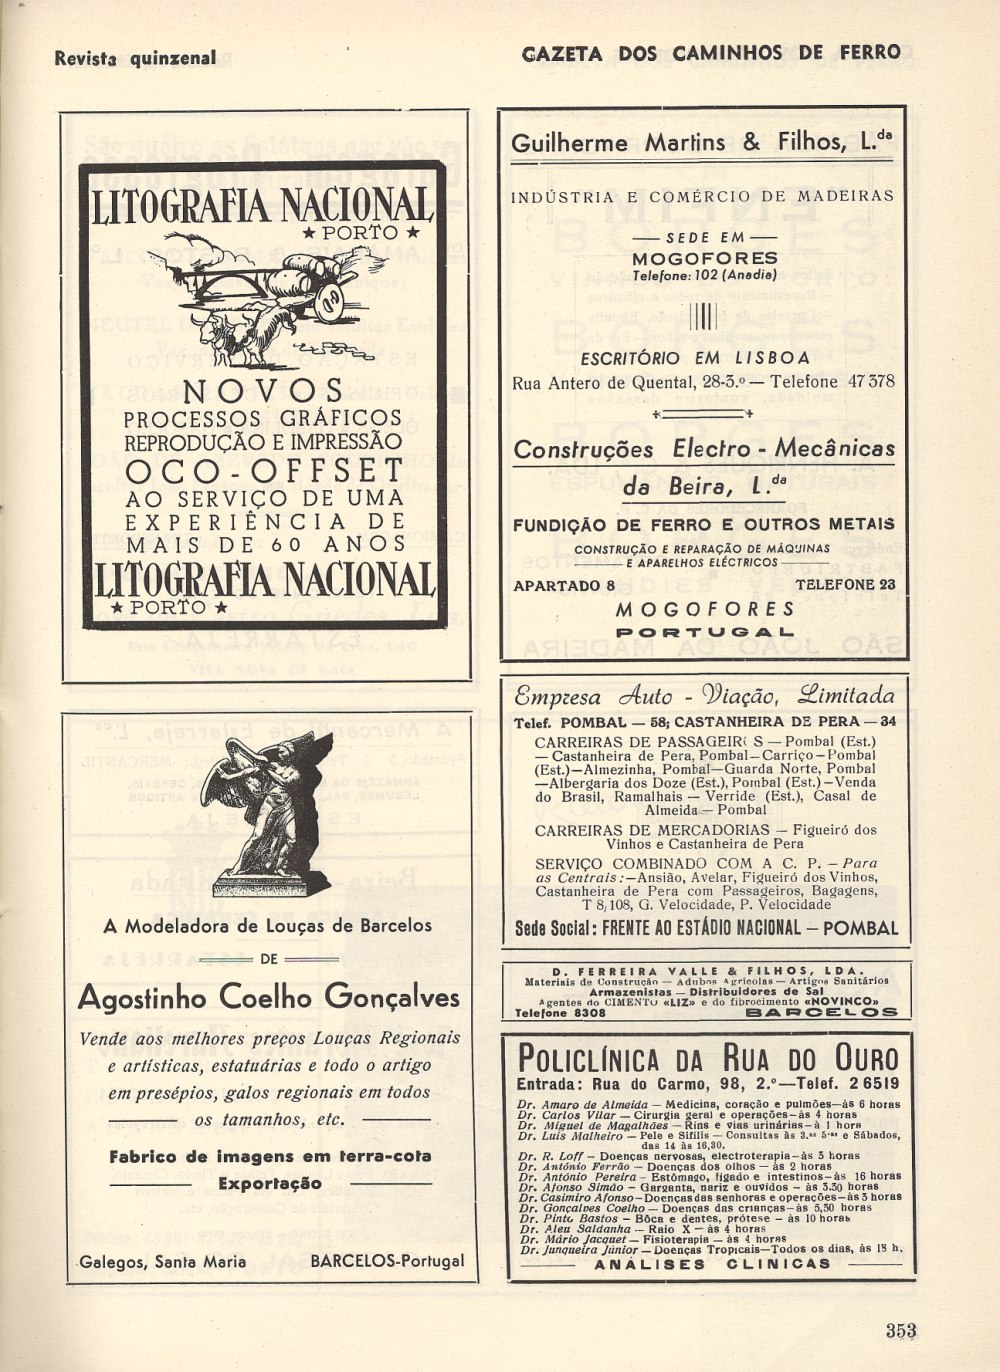 Revista quinzenal
GAZETA DOS CAMINHOS DE FERRO
LITOGRAFIA NACIONAL
★ PORTO ★
NOVOS
PROCESSOS GRÁFICOS
REPRODUÇÃO E IMPRESSÃO
OCO-OFFSET
AO SERVIÇO DE UMA
EXPERIÊNCIA DE
MAIS DE 60 ANOS
LITOGRAFIA NACIONAL
★ PORTO ★
A Modeladora de Louças de Barcelos
DE
Agostinho Coelho Gonçalves
Vende aos melhores preços Louças Regionais
e artísticas, estatuárias e todo o artigo
em presépios, galos regionais em todos
os tamanhos, etc.
Fabrico de imagens em terra-cota
Exportação
Galegos, Santa Maria BARCELOS-Portugal
Guilherme Martins & Filhos, L.da
INDÚSTRIA E COMÉRCIO DE MADEIRAS
— SEDE EM —
MOGOFORES
Telefone: 102 (Anadia)
ESCRITÓRIO EM LISBOA
Rua Antero de Quental, 28-3.º — Telefone 47 378
Construções Electro-Mecânicas
da Beira, L.da
FUNDIÇÃO DE FERRO E OUTROS METAIS
CONSTRUÇÃO E REPARAÇÃO DE MÁQUINAS
— E APARELHOS ELÉCTRICOS —
APARTADO 8 TELEFONE 23
MOGOFORES
PORTUGAL
Empresa Auto - Viação, Limitada
Telef. POMBAL — 58; CASTANHEIRA DE PERA — 34
CARREIRAS DE PASSAGEIR S — Pombal (Est.)
— Castanheira de Pera, Pombal—Carriço—Pombal
(Est.)—Almezinha, Pombal—Guarda Norte, Pombal
—Albergaria dos Doze (Est.), Pombal (Est.)—Venda
do Brasil, Ramalhais — Verride (Est.), Casal de
Almeida — Pombal
CARREIRAS DE MERCADORIAS — Figueiró dos
Vinhos e Castanheira de Pera
SERVIÇO COMBINADO COM A C. P. — Para
as Centrais:—Ansião, Avelar, Figueiró dos Vinhos,
Castanheira de Pera com Passageiros, Bagagens,
T 8/108, G. Velocidade, P. Velocidade
Sede Social: FRENTE AO ESTÁDIO NACIONAL — POMBAL
D. FERREIRA VALLE & FILHOS, LDA.
Materiais de Construção — Adubos Agrícolas — Artigos Sanitários
Armazenistas — Distribuidores de Sal
Agentes do CIMENTO «LIZ» e do fibrocimento «NOVINCO»
Telefone 8308 BARCELOS
POLICLÍNICA DA RUA DO OURO
Entrada: Rua do Carmo, 98, 2.º—Telef. 2 6519
Dr. Amaro de Almeida — Medicina, coração e pulmões—às 6 horas
Dr. Carlos Vilar — Cirurgia geral e operações—às 4 horas
Dr. Miguel de Magalhães — Rins e vias urinárias—à 1 hora
Dr. Luís Malheiro — Pele e Sífilis — Consultas às 3.as 5.as e Sábados,
das 14 às 16,30.
Dr. R. Loff — Doenças nervosas, electroterapia—às 3 horas
Dr. António Ferrão — Doenças dos olhos — às 2 horas
Dr. António Pereira — Estômago, fígado e intestinos—às 16 horas
Dr. Afonso Simão — Garganta, nariz e ouvidos — às 3.30 horas
Dr. Casimiro Afonso—Doenças das senhoras e operações—às 3 horas
Dr. Gonçalves Coelho — Doenças das crianças—às 5,30 horas
Dr. Pinto Bastos — Bôca e dentes, prótese — às 10 horas
Dr. Aleu Saldanha — Raio X — às 4 horas
Dr. Mário Jacquet — Fisioterapia — às 4 horas
Dr. Junqueira Júnior — Doenças Tropicais—Todos os dias, às h.
ANÁLISES CLINICAS
353